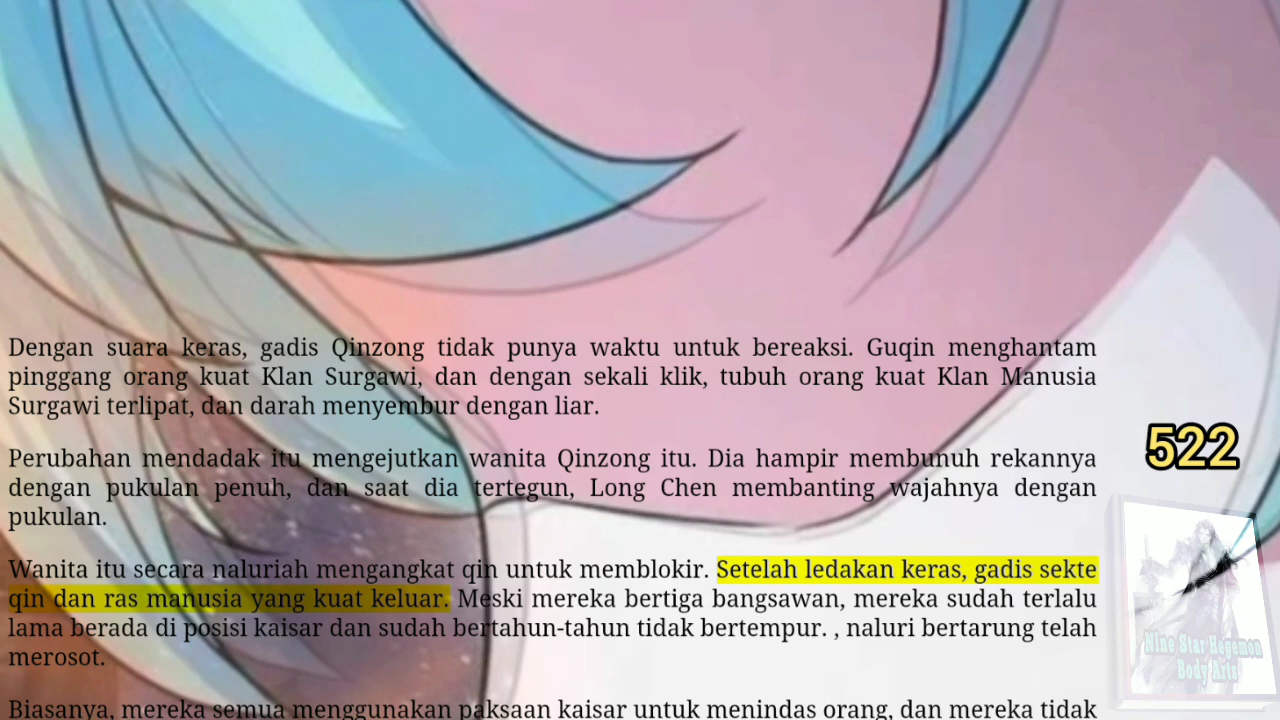 Dengan suara keras, gadis Qinzong tidak punya waktu untuk bereaksi. Guqin menghantam
pinggang orang kuat Klan Surgawi, dan dengan sekali klik, tubuh orang kuat Klan Manusia
Surgawi terlipat, dan darah menyembur dengan liar.
Perubahan mendadak itu mengejutkan wanita Qinzong itu. Dia hampir membunuh rekannya
dengan pukulan penuh, dan saat dia tertegun, Long Chen membanting wajahnya dengan
pukulan.
Wanita itu secara naluriah mengangkat qin untuk memblokir. Setelah ledakan keras, gadis sekte
qin dan ras manusia yang kuat keluar. Meski mereka bertiga bangsawan, mereka sudah terlalu
lama berada di posisi kaisar dan sudah bertahun-tahun tidak bertempur. , naluri bertarung telah
merosot.
Biasanya, mereka semua menggunakan paksaan kaisar untuk menindas orang, dan mereka tidak
522
Nine Star Hegemon
Body Arts